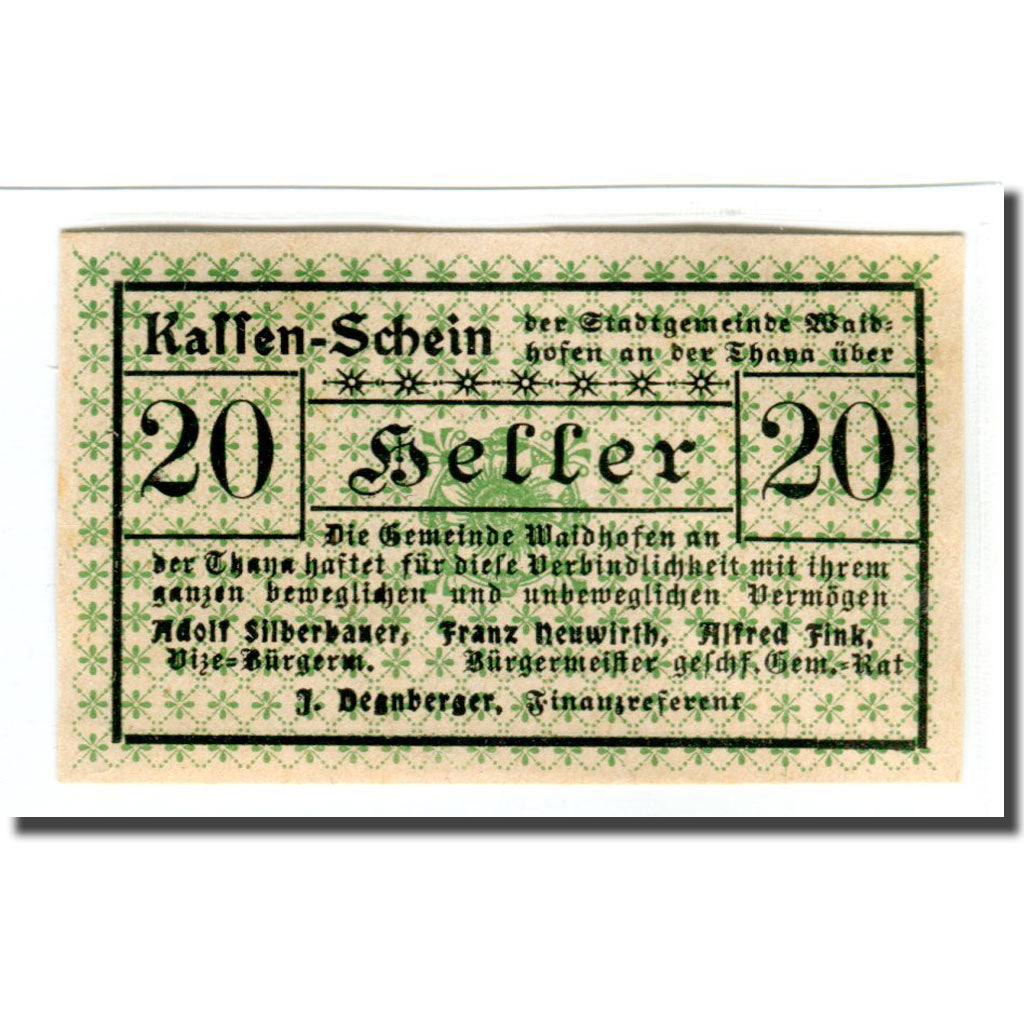 Kassen-Schein der Stadtgemeinde Waid-
hofen an der Thaya über
20 Heller 20
Die Gemeinde Waidhofen an
der Thaya haftet für diese Verbindlichkeit mit ihrem
ganzen beweglichen und unbeweglichen Vermögen
Adolf Silberbauer, Franz Neuwirth, Alfred Fink,
Vize-Bürgerm. Bürgermeister geschf. Gem.-Rat
J. Degnberger, Finanzreferent